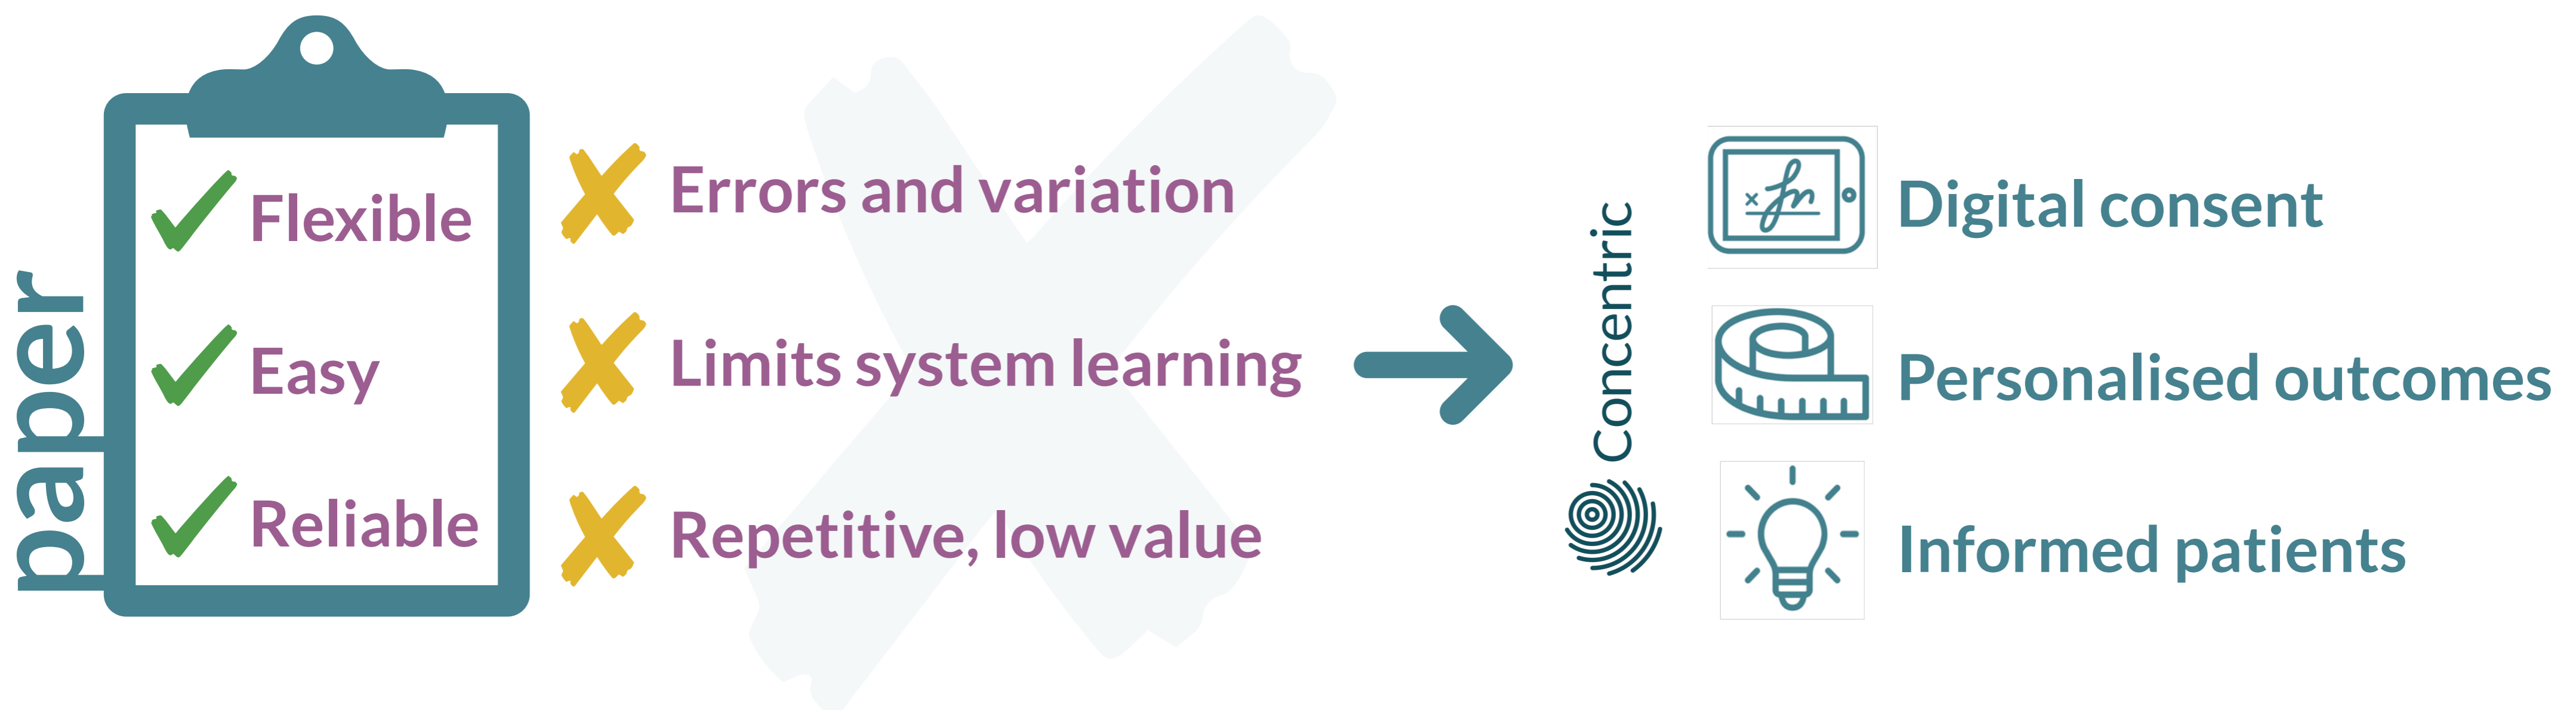 paper
Flexible
Easy
Reliable
Errors and variation
Limits system learning
Repetitive, low value
Concentric
Digital consent
Personalised outcomes
Informed patients